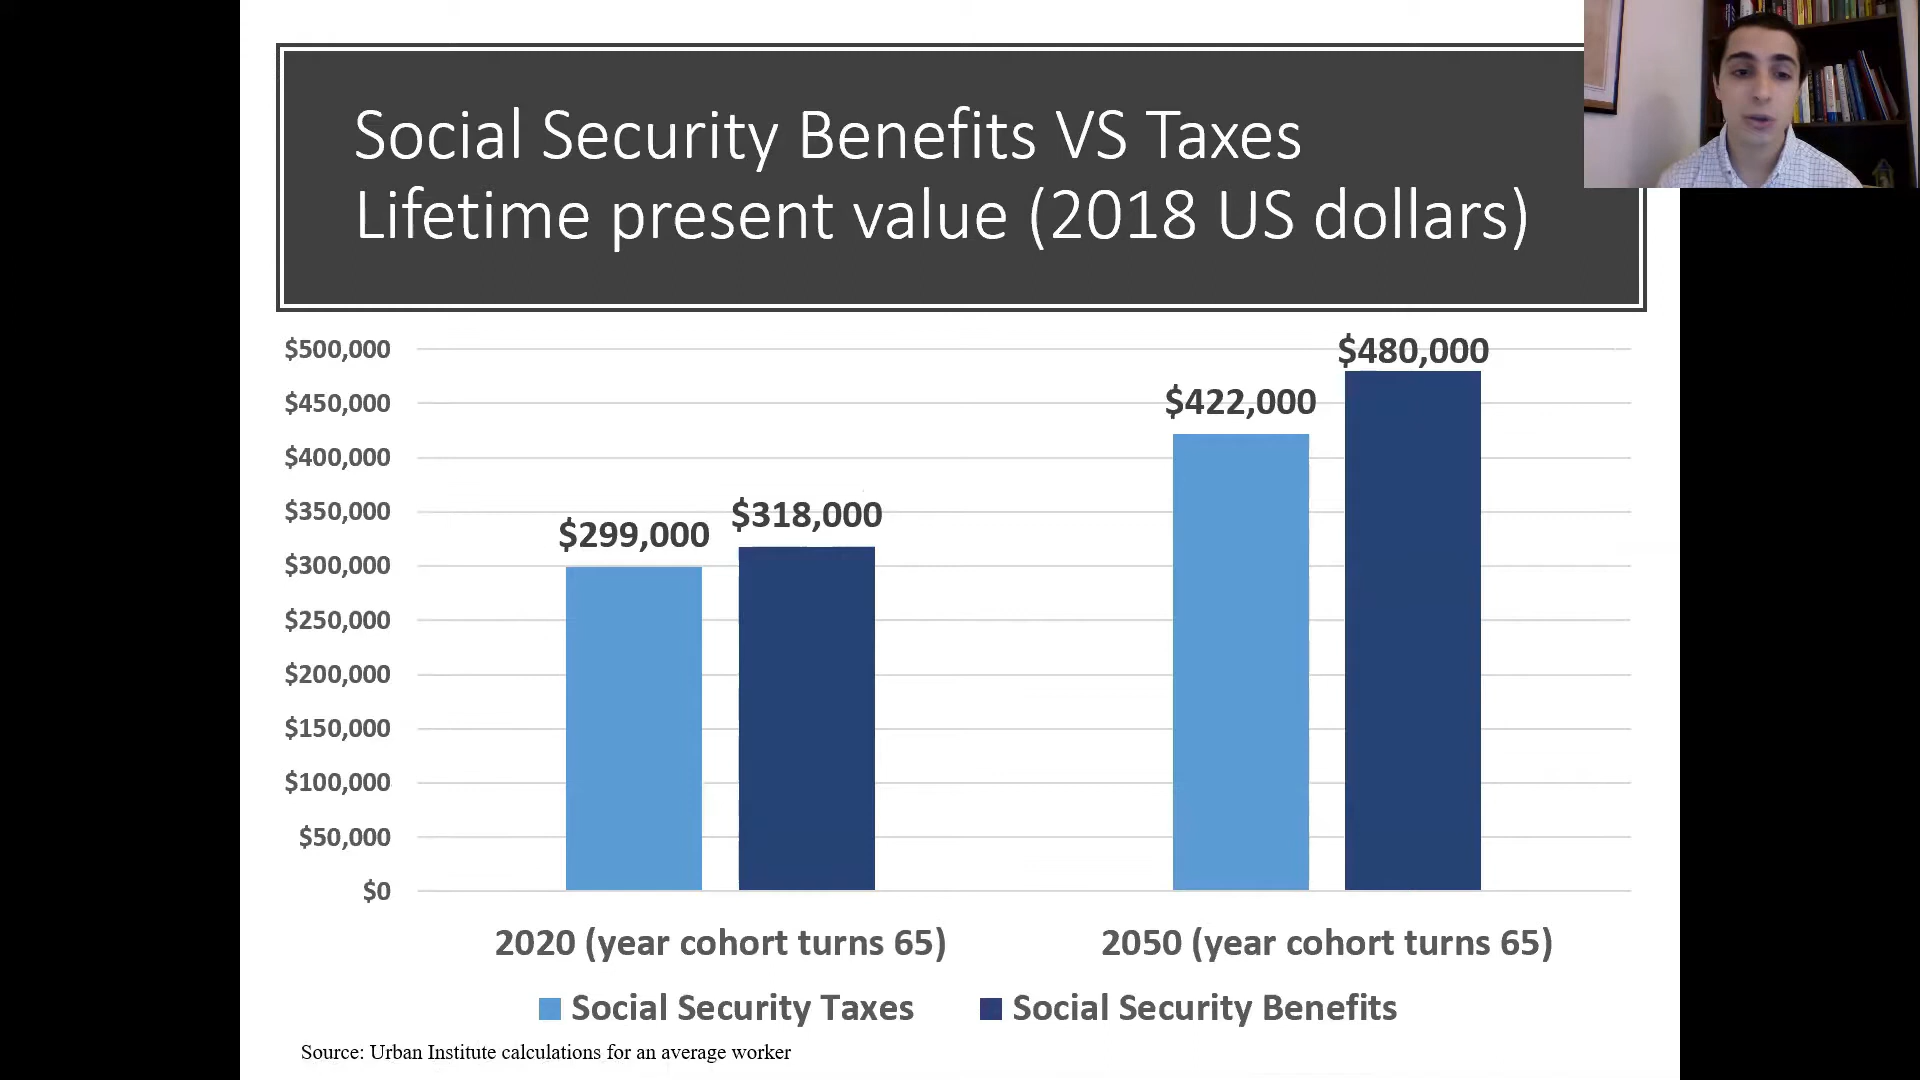 Social Security Benefits VS Taxes
Lifetime present value (2018 US dollars)
$500,000
$450,000
$400,000
$350,000
$300,000
$250,000
$200,000
$150,000
$100,000
$50,000
$0
$299,000
$318,000
$422,000
$480,000
2020 (year cohort turns 65)
2050 (year cohort turns 65)
Social Security Taxes
Social Security Benefits
Source: Urban Institute calculations for an average worker